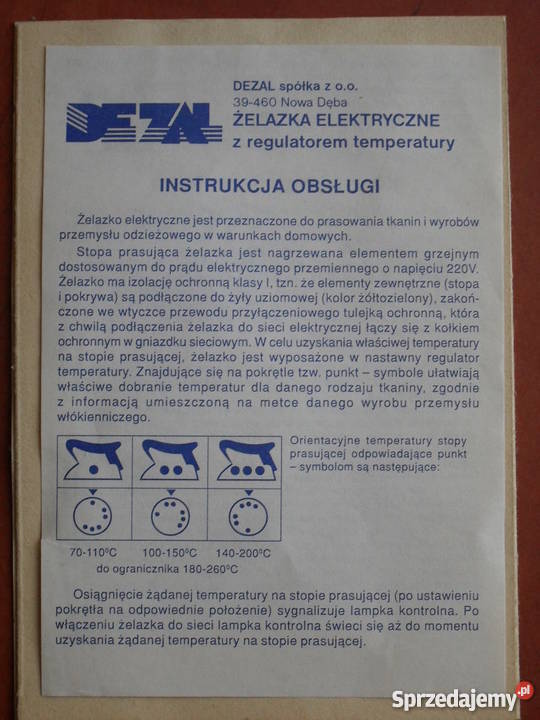 DEZAL
DEZAL spółka z o.o.
39-460 Nowa Dęba
ŻELAZKA ELEKTRYCZNE
z regulatorem temperatury
INSTRUKCJA OBSŁUGI
Żelazko elektryczne jest przeznaczone do prasowania tkanin i wyrobów
przemysłu odzieżowego w warunkach domowych.
Stopa prasująca żelazka jest nagrzewana elementem grzejnym
dostosowanym do prądu elektrycznego przemiennego o napięciu 220V.
Żelazko ma izolację ochronną klasy I, tzn. że elementy zewnętrzne (stopa
i pokrywa) są podłączone do żyły uziomowej (kolor żółtozielony), zakoń-
czone we wtyczce przewodu przyłączeniowego tulejką ochronną, która
z chwilą podłączenia żelazka do sieci elektrycznej łączy się z kołkiem
ochronnym w gniazdku sieciowym. W celu uzyskania właściwej temperatury
na stopie prasującej, żelazko jest wyposażone w nastawny regulator
temperatury. Znajdujące się na pokrętle tzw. punkt – symbole ułatwiają
właściwe dobranie temperatur dla danego rodzaju tkaniny, zgodnie
z informacją umieszczoną na metce danego wyrobu przemysłu
włókienniczego.
Orientacyjne temperatury stopy
prasującej odpowiadające punkt
– symbolom są następujące:
70-110°C 100-150°C 140-200°C
do ogranicznika 180-260°C
Osiągnięcie żądanej temperatury na stopie prasującej (po ustawieniu
pokrętła na odpowiednie położenie) sygnalizuje lampka kontrolna. Po
włączeniu żelazka do sieci lampka kontrolna świeci się aż do momentu
uzyskania żądanej temperatury na stopie prasującej.
Sprzedajemy.pl